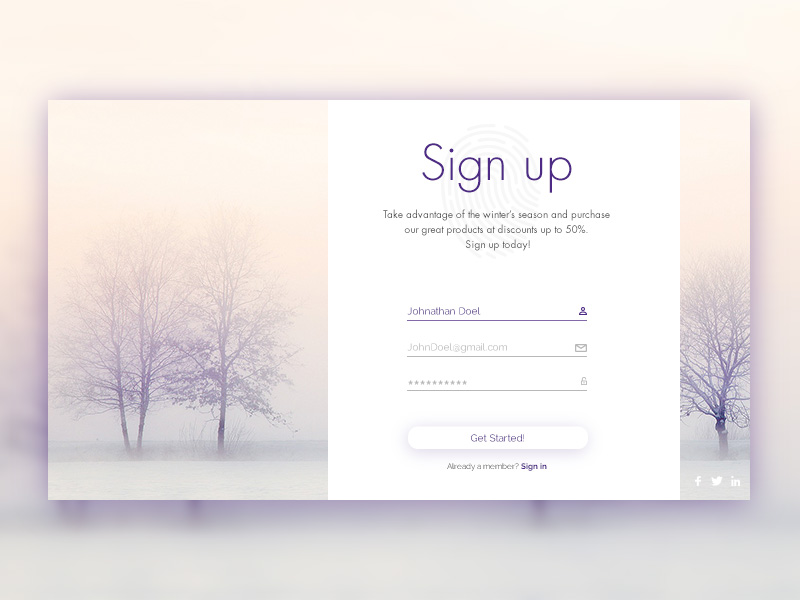 Sign up
Take advantage of the winter's season and purchase
our great products at discounts up to 50%.
Sign up today!
Johnathan Doel
JohnDoel@gmail.com
**********
Get Started!
Already a member? Sign in